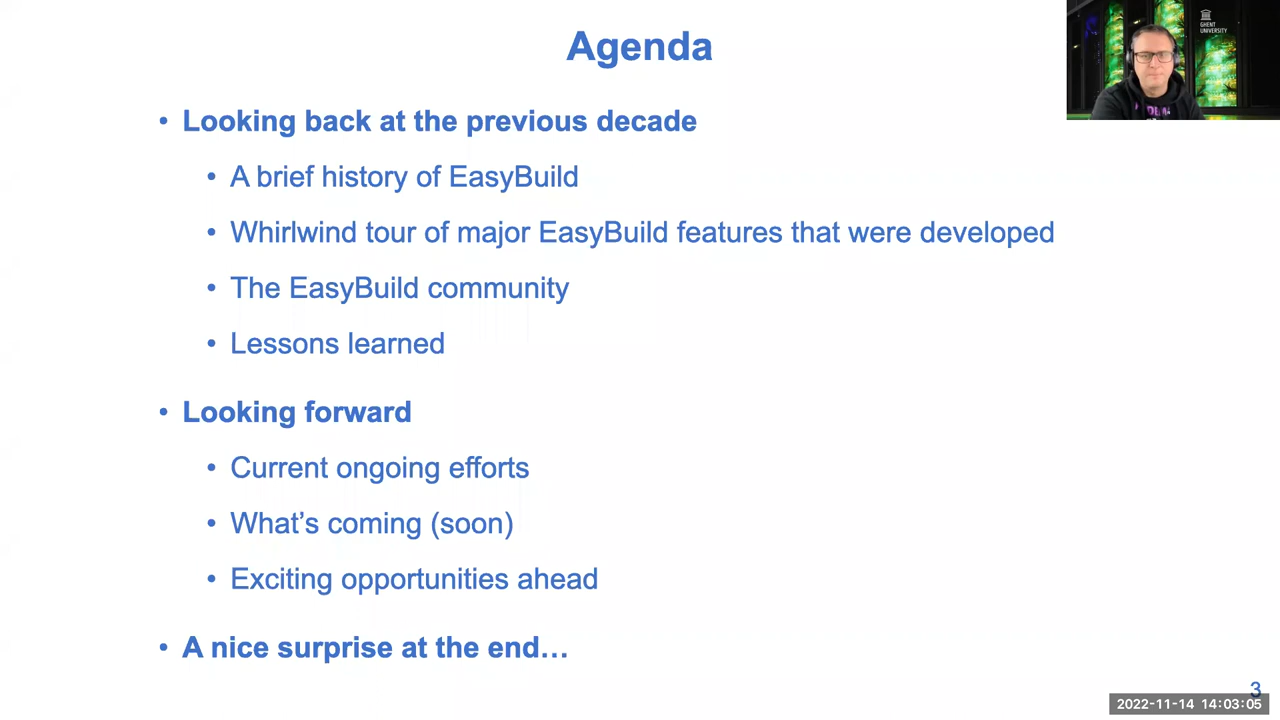 Agenda
GHENT
UNIVERSITY
• Looking back at the previous decade
• A brief history of EasyBuild
• Whirlwind tour of major EasyBuild features that were developed
• The EasyBuild community
• Lessons learned
• Looking forward
• Current ongoing efforts
• What’s coming (soon)
• Exciting opportunities ahead
• A nice surprise at the end…
3
2022-11-14 14:03:05